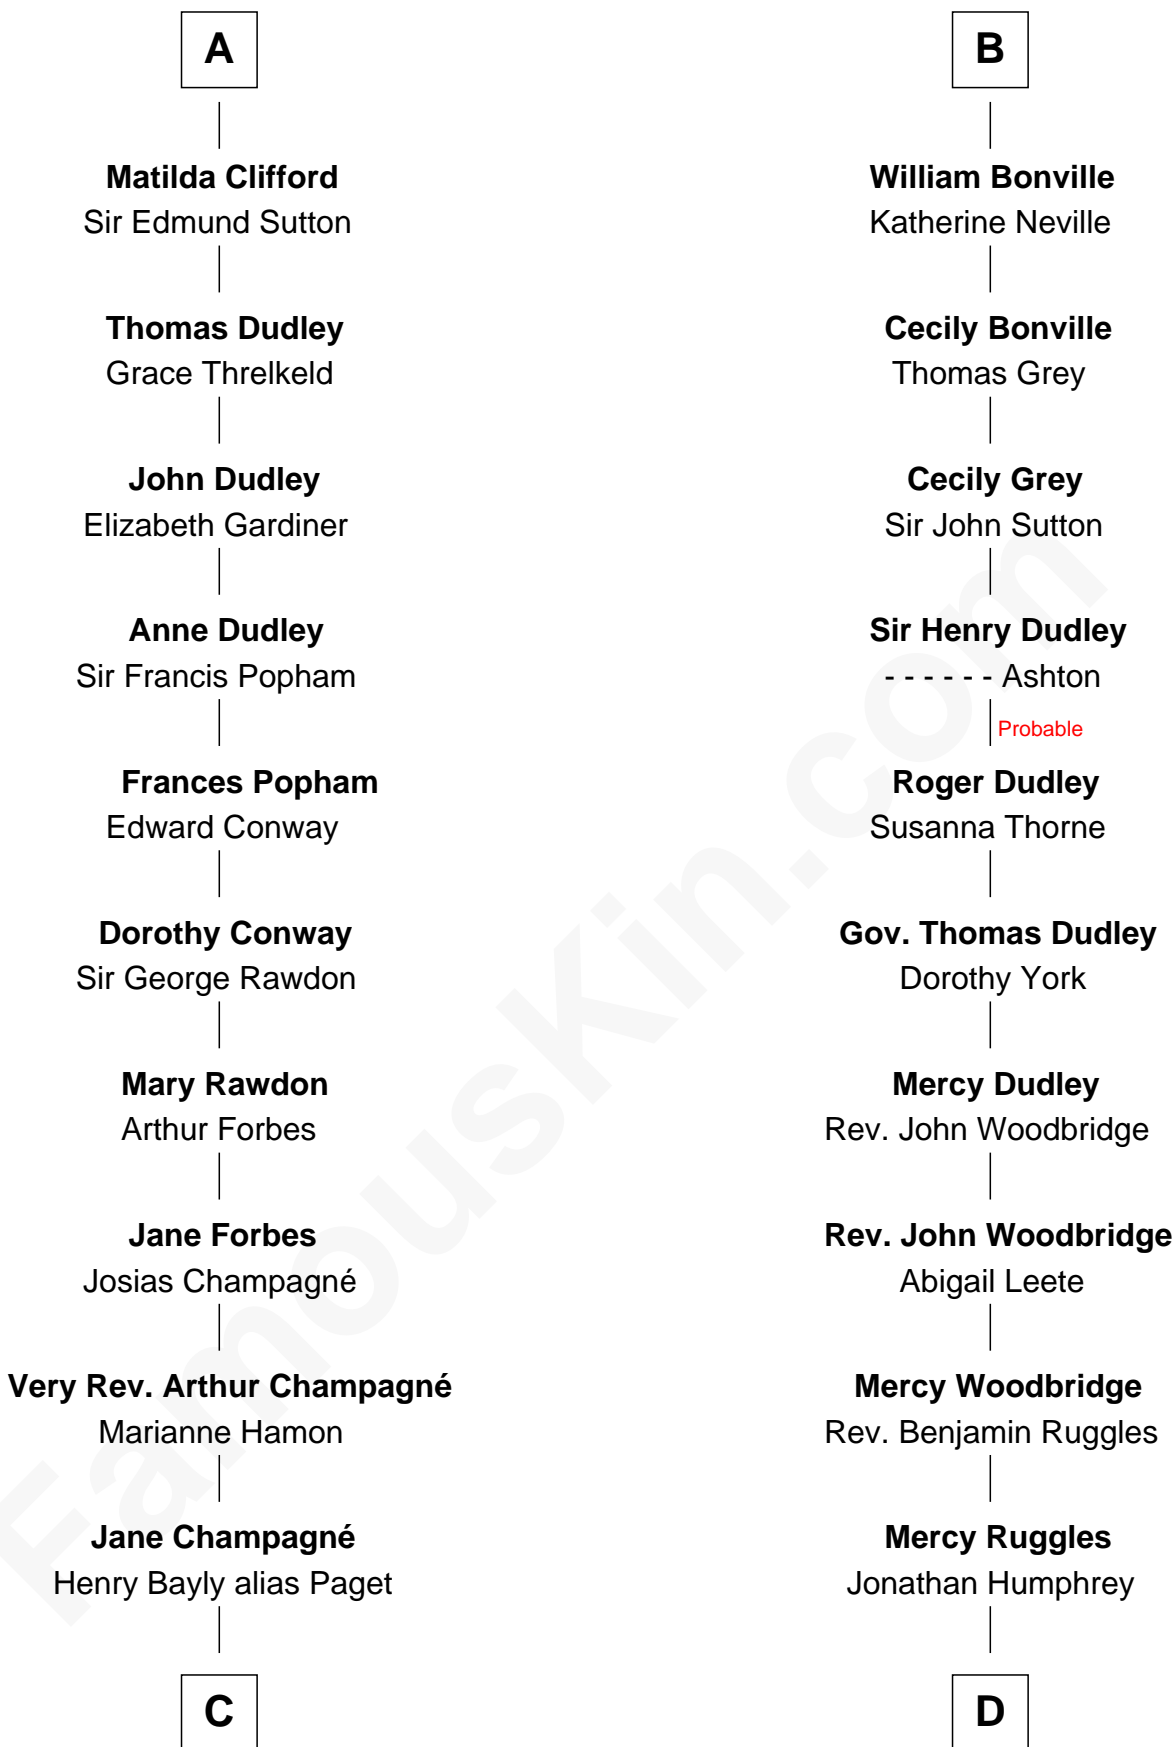 A
Matilda Clifford
Sir Edmund Sutton
Thomas Dudley
Grace Threlkeld
John Dudley
Elizabeth Gardiner
Anne Dudley
Sir Francis Popham
Frances Popham
Edward Conway
Dorothy Conway
Sir George Rawdon
Mary Rawdon
Arthur Forbes
Jane Forbes
Josias Champagné
Very Rev. Arthur Champagné
Marianne Hamon
Jane Champagné
Henry Bayly alias Paget
C
B
William Bonville
Katherine Neville
Cecily Bonville
Thomas Grey
Cecily Grey
Sir John Sutton
Sir Henry Dudley
- - - - - - Ashton
Probable
Roger Dudley
Susanna Thorne
Gov. Thomas Dudley
Dorothy York
Mercy Dudley
Rev. John Woodbridge
Rev. John Woodbridge
Abigail Leete
Mercy Woodbridge
Rev. Benjamin Ruggles
Mercy Ruggles
Jonathan Humphrey
D
FamousKin.com